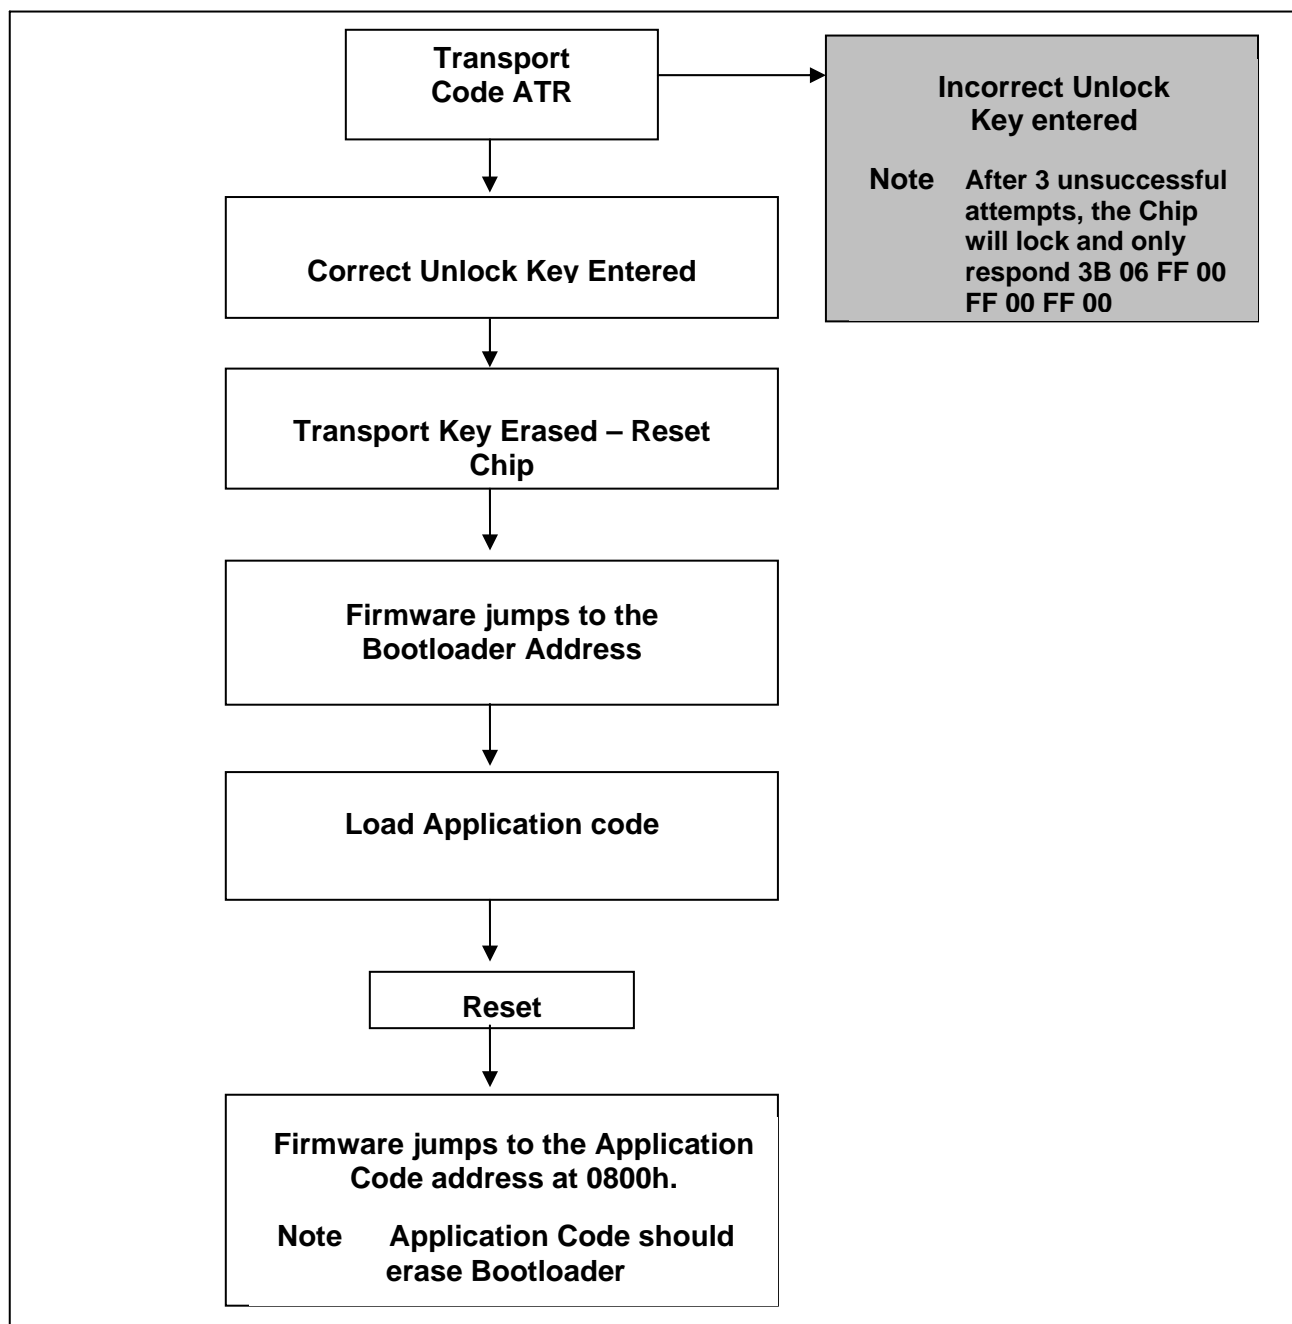 Transport
Code ATR
Incorrect Unlock
Key entered
Note After 3 unsuccessful
attempts, the Chip
will lock and only
respond 3B 06 FF 00
FF 00 FF 00
Correct Unlock Key Entered
Transport Key Erased – Reset
Chip
Firmware jumps to the
Bootloader Address
Load Application code
Reset
Firmware jumps to the Application
Code address at 0800h.
Note Application Code should
erase Bootloader